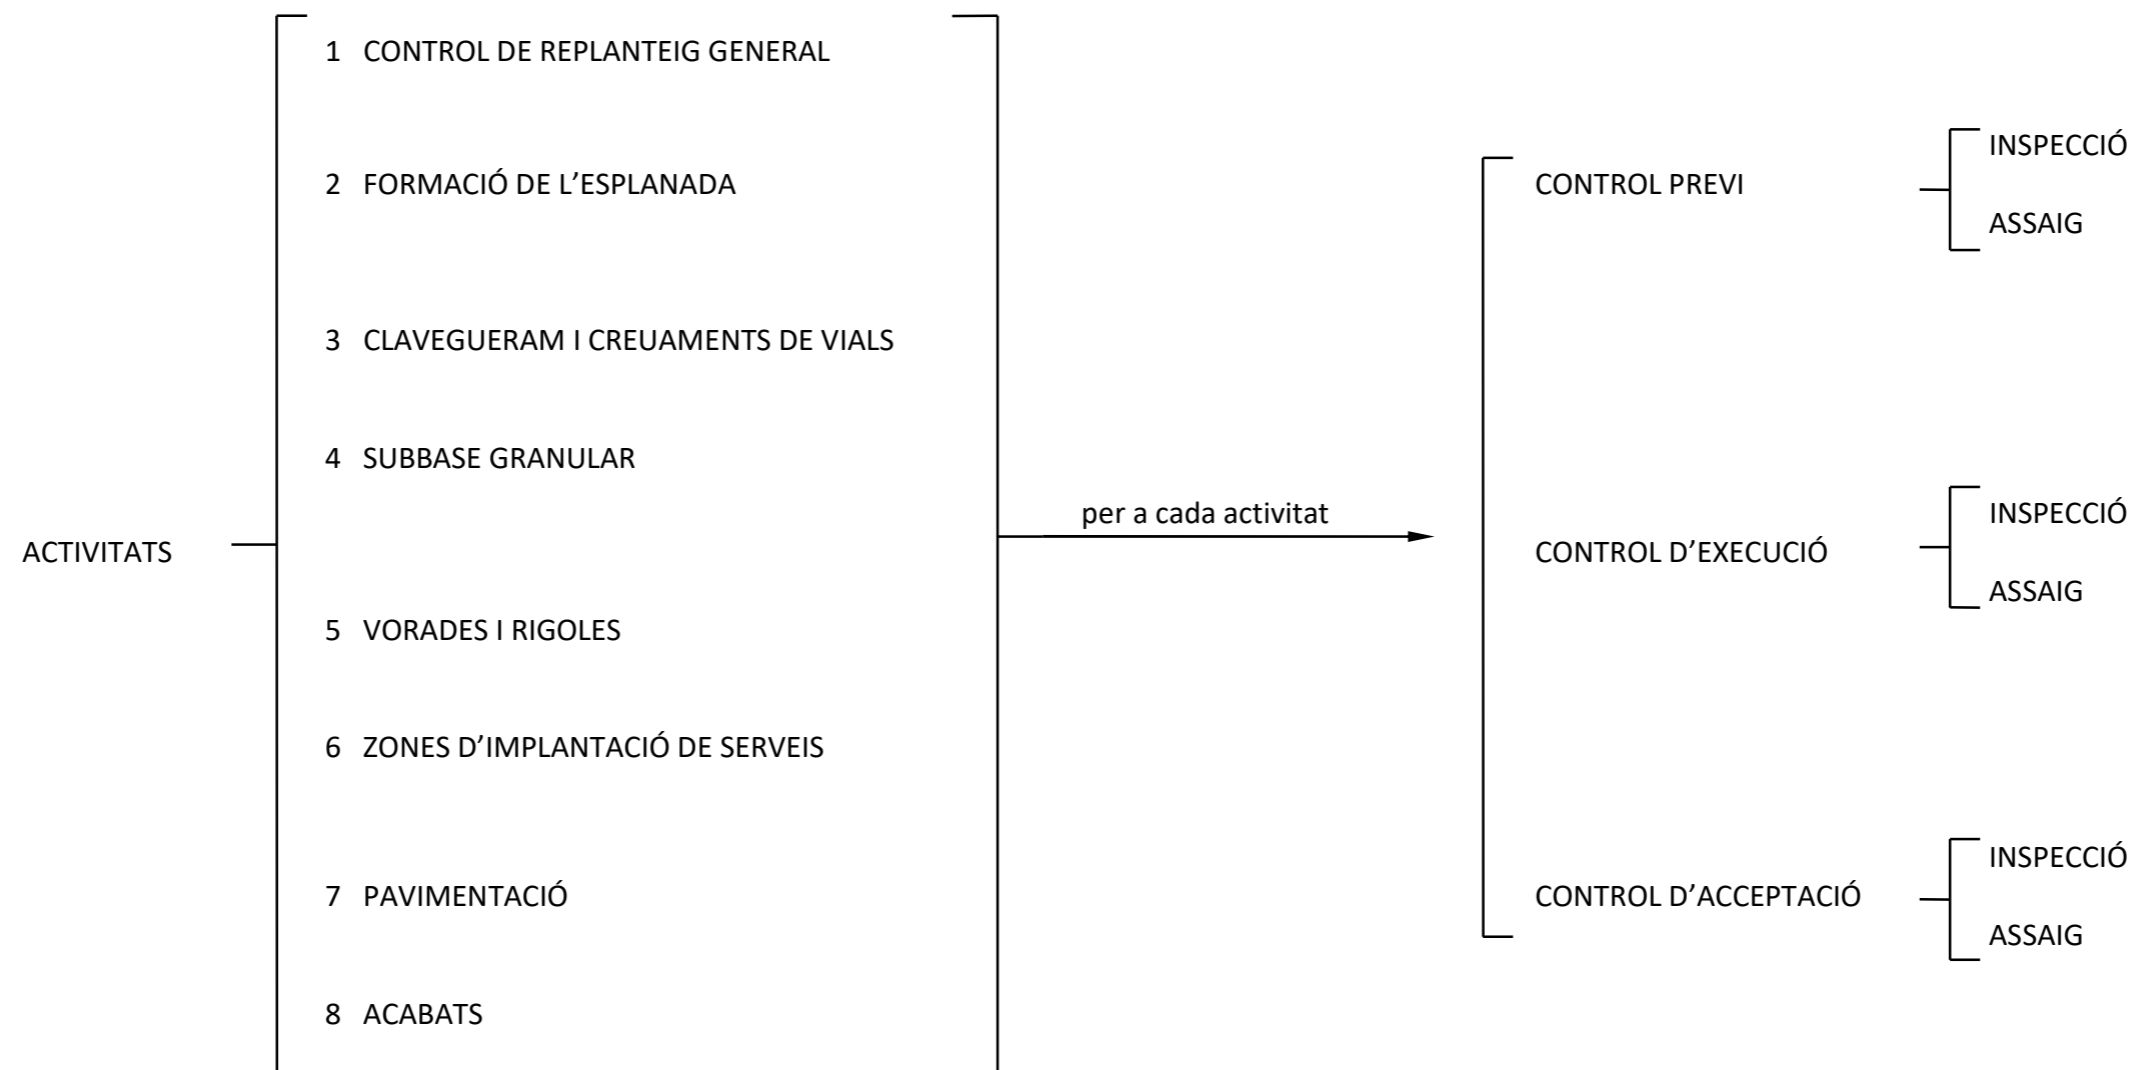 ACTIVITATS
1 CONTROL DE REPLANTEIG GENERAL
2 FORMACIÓ DE L’ESPLANADA
3 CLAVEGUERAM I CREUAMENTS DE VIALS
4 SUBBASE GRANULAR
5 VORADES I RIGOLES
6 ZONES D’IMPLANTACIÓ DE SERVEIS
7 PAVIMENTACIÓ
8 ACABATS
per a cada activitat
CONTROL PREVI
INSPECCIÓ
ASSAIG
CONTROL D’EXECUCIÓ
INSPECCIÓ
ASSAIG
CONTROL D’ACCEPTACIÓ
INSPECCIÓ
ASSAIG